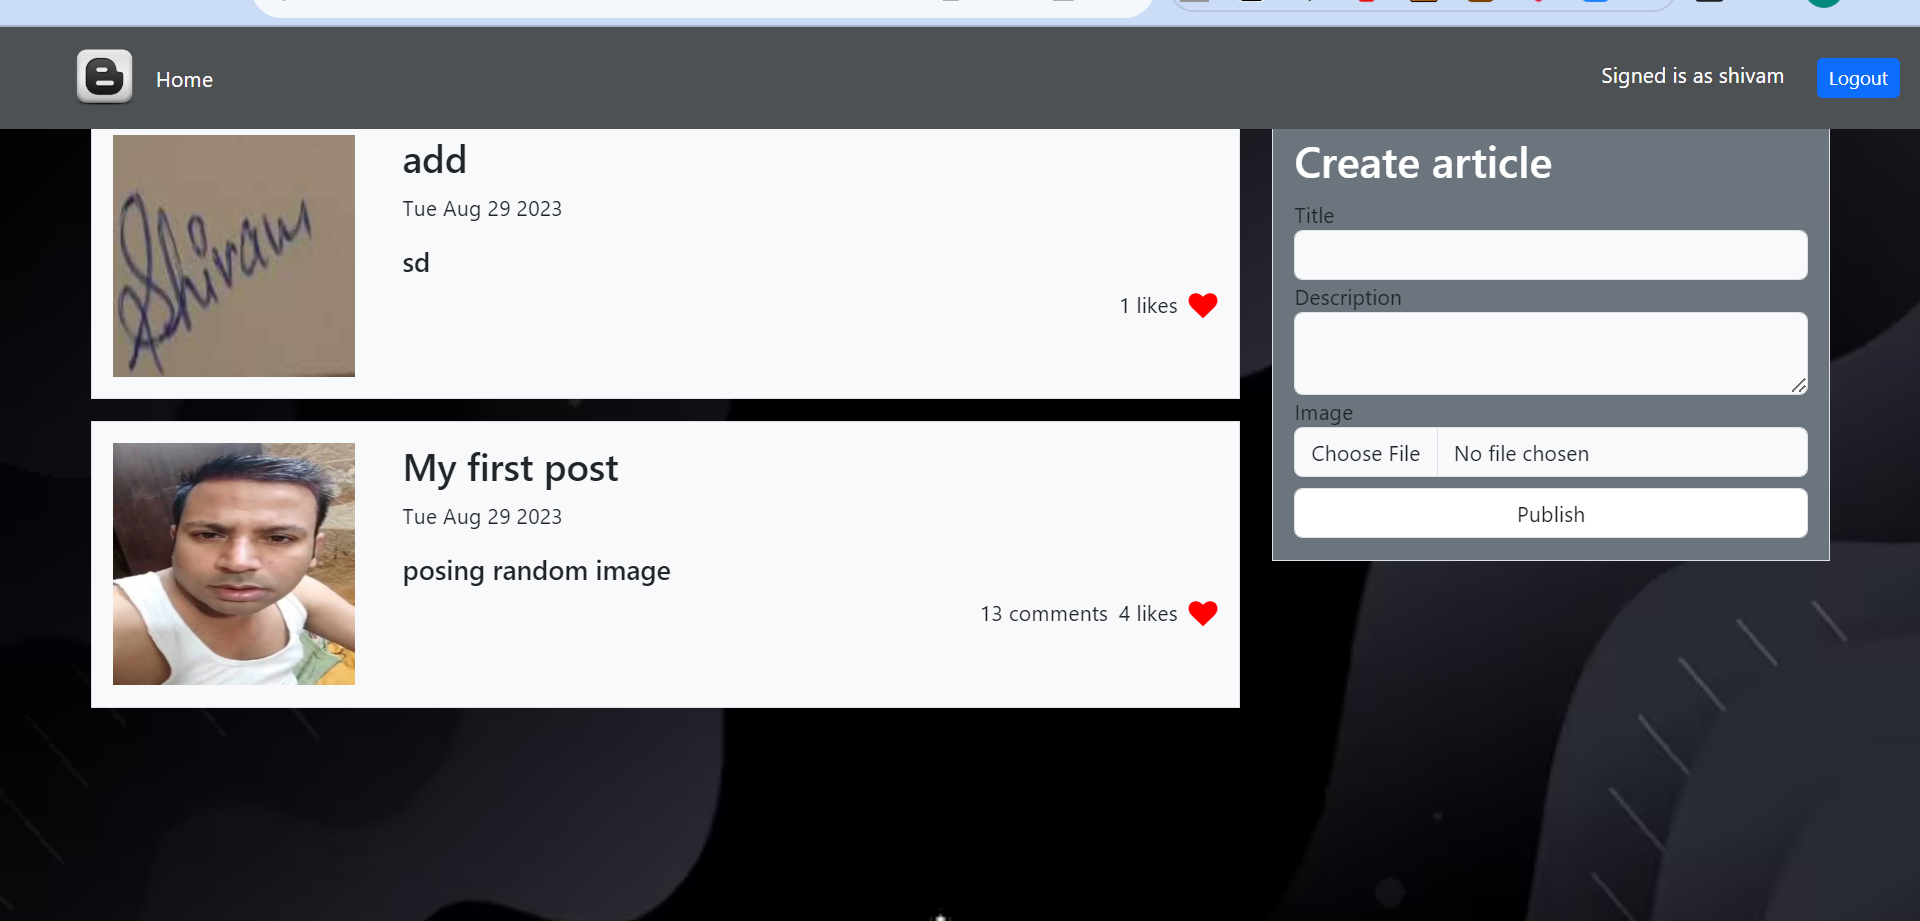 Home
Signed is as shivam
Logout
Shivam
add
Tue Aug 29 2023
sd
1 likes
My first post
Tue Aug 29 2023
posing random image
13 comments 4 likes
Create article
Title
Description
Image
Choose File No file chosen
Publish